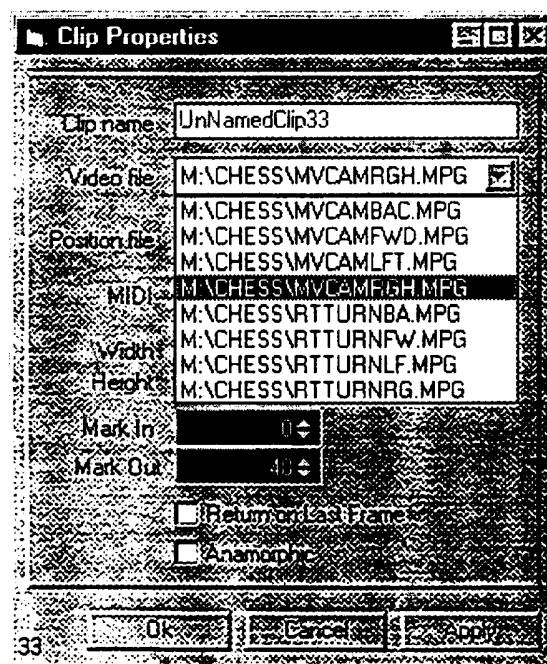 Clip Properties
Clip name UnNamedClip33
Video file M:\CHESS\MVCAMRGH.MPG
M:\CHESS\MVCAMBAC.MPG
Position file M:\CHESS\MVCAMFWD.MPG
M:\CHESS\MVCAMLFT.MPG
MIDI M:\CHESS\MVCAMRGH.MPG
M:\CHESS\RTTURNBA.MPG
Width M:\CHESS\RTTURNFW.MPG
Height M:\CHESS\RTTURNLF.MPG
M:\CHESS\RTTURNRG.MPG
Mark In 0
Mark Out 48
Return on Last Frame
Anamorphic
Ok Cancel Apply
33